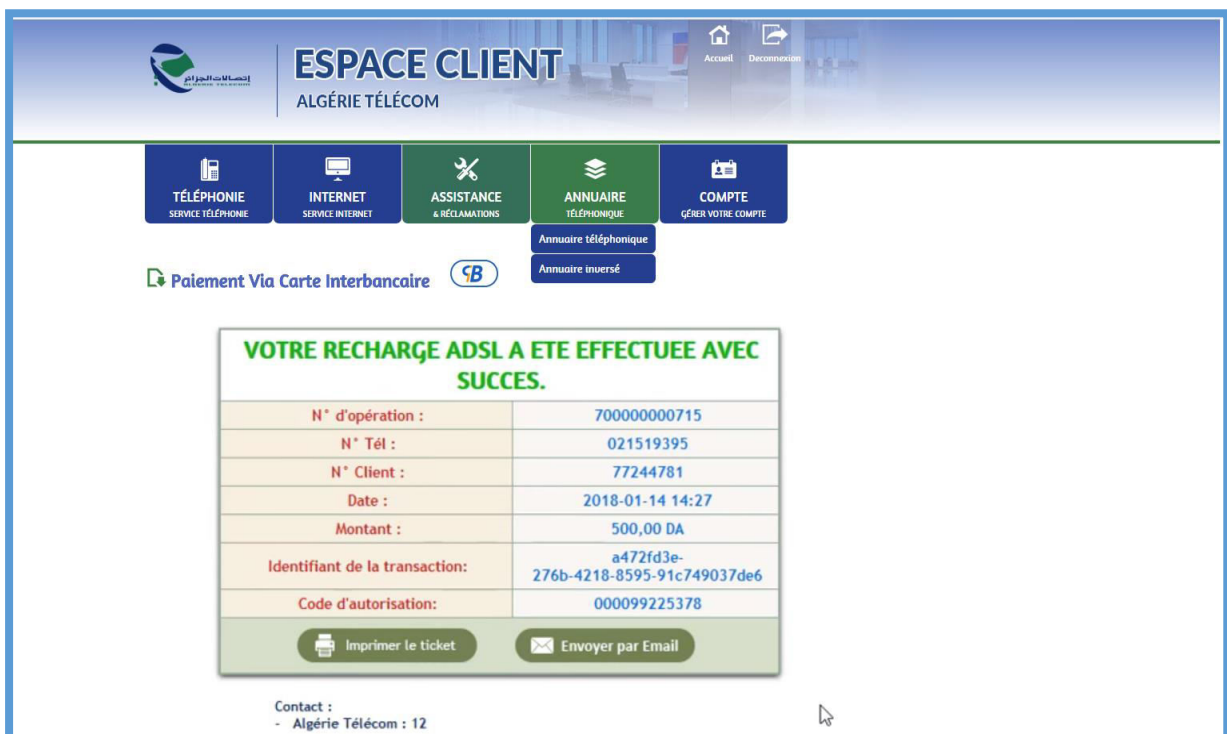 إتصالات الجزائر
ALGERIE TELECOM
ESPACE CLIENT
ALGÉRIE TÉLÉCOM
Accueil
Deconnexion
TÉLÉPHONIE
SERVICE TÉLÉPHONIE
INTERNET
SERVICE INTERNET
ASSISTANCE
& RÉCLAMATIONS
ANNUAIRE
TÉLÉPHONIQUE
COMPTE
GÉRER VOTRE COMPTE
Annuaire téléphonique
Annuaire inversé
Paiement Via Carte Interbancaire
VOTRE RECHARGE ADSL A ETE EFFECTUEE AVEC
SUCCES.
N° d'opération : 700000000715
N° Tél : 021519395
N° Client : 77244781
Date : 2018-01-14 14:27
Montant : 500,00 DA
Identifiant de la transaction: a472fd3e-
276b-4218-8595-91c749037de6
Code d'autorisation: 000099225378
Imprimer le ticket
Envoyer par Email
Contact :
- Algérie Télécom : 12